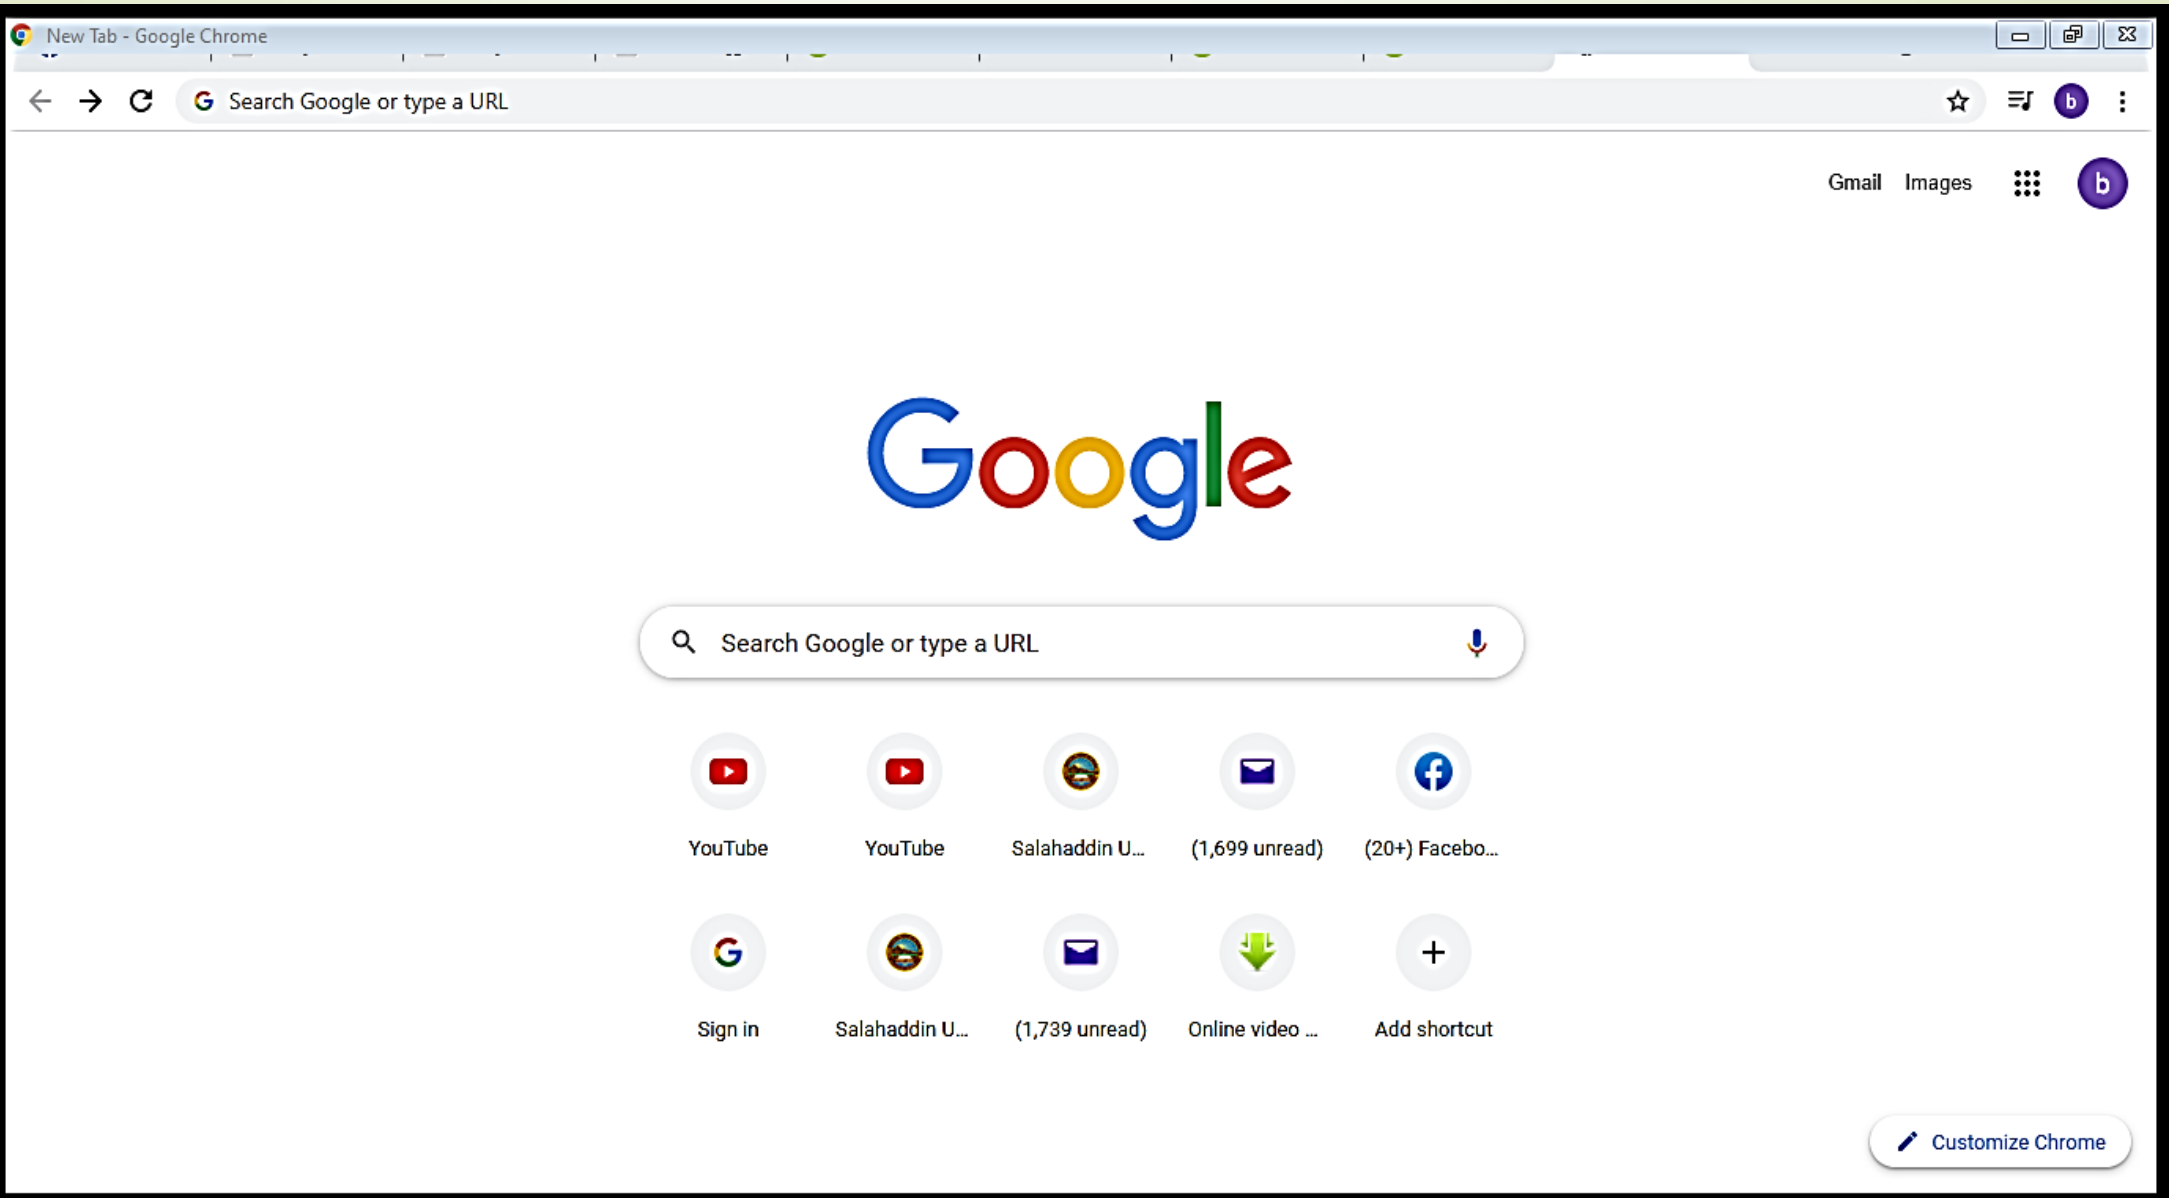 New Tab - Google Chrome
Search Google or type a URL
b
Gmail Images b
Google
Search Google or type a URL
YouTube YouTube Salahaddin U... (1,699 unread) (20+) Facebo...
Sign in Salahaddin U... (1,739 unread) Online video ... Add shortcut
Customize Chrome